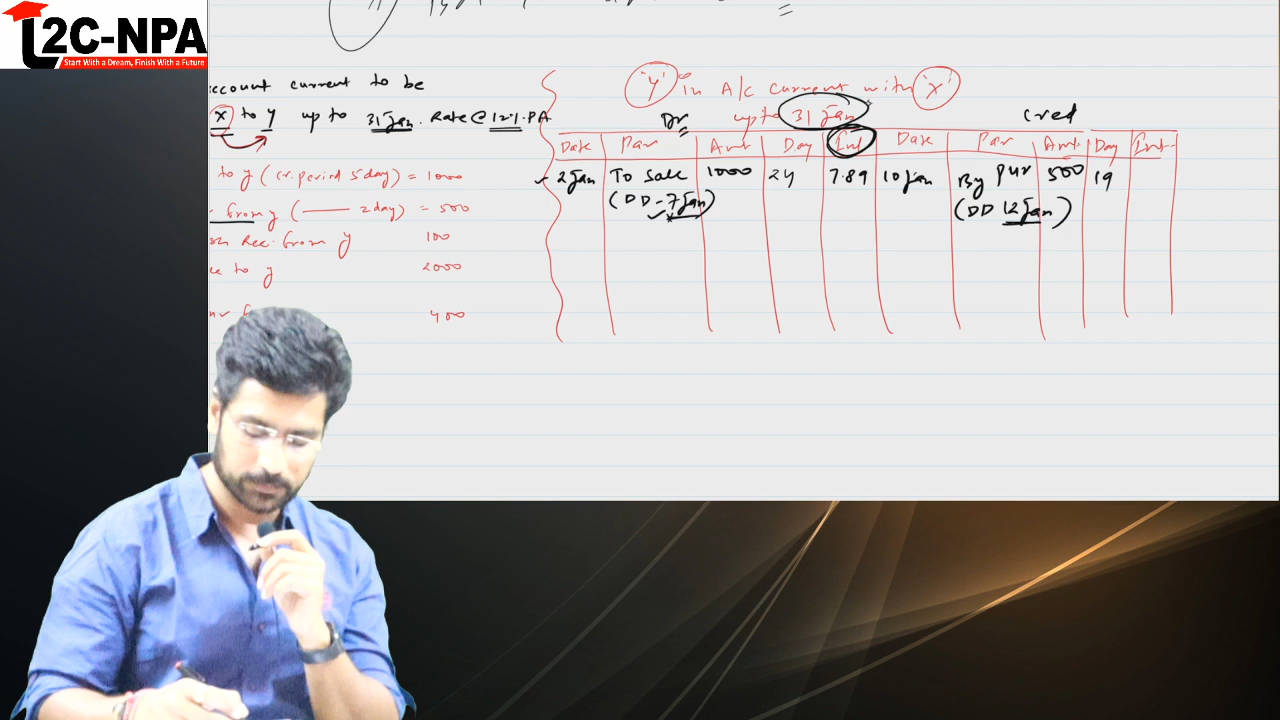 L2C-NPA
Start With a Dream, Finish With a Future
ccount current to be
X to y up to 31 Jan. Rate @ 12%. PA
to y (cr. period 5 day) = 1000
from y ( —— 2 day) = 500
Rec. from y 100
to y 2000
400
'Y' in A/c current with 'X'
Dr upto 31 Jan cred
Date Par Amt Day Int Date Par Amt Day Int
2 Jan To sale 1000 24 7.89 10 Jan By pur 500 19
(DD - 7 Jan) (DD 12 Jan)